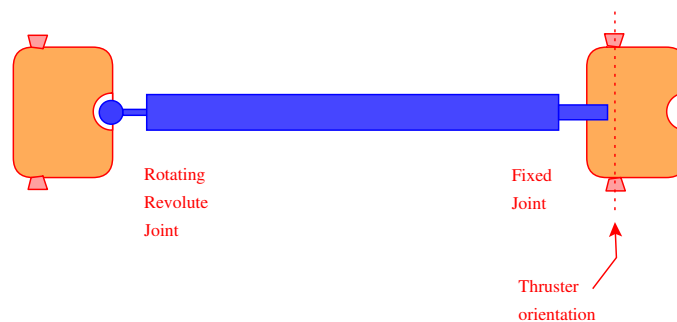 Rotating
Revolute
Joint
Fixed
Joint
Thruster
orientation